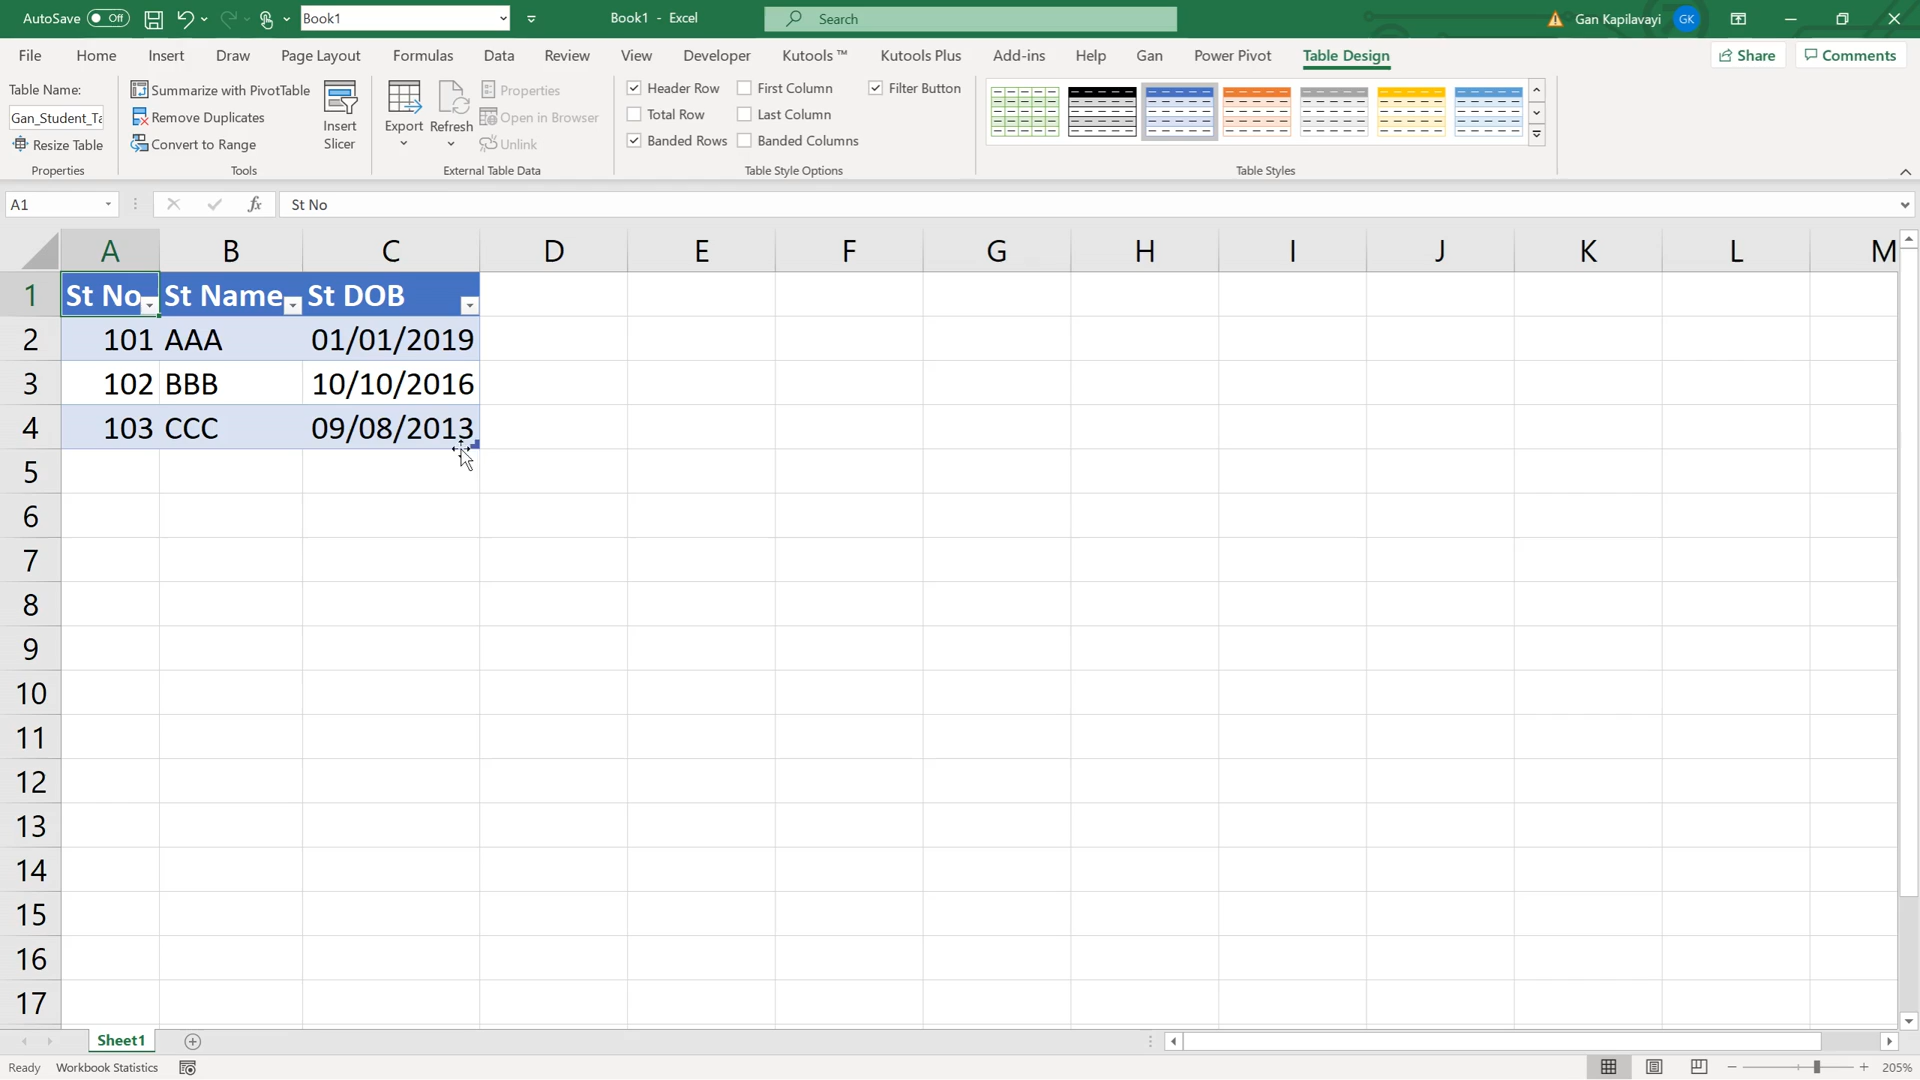 AutoSave Off Book1 Book1 - Excel Search Gan Kapilavayi GK
File Home Insert Draw Page Layout Formulas Data Review View Developer Kutools ™ Kutools Plus Add-ins Help Gan Power Pivot Table Design Share Comments
Table Name:
Gan_Student_Ta
Resize Table
Properties
Summarize with PivotTable
Remove Duplicates
Convert to Range
Insert
Slicer
Tools
Export
Refresh
Properties
Open in Browser
Unlink
External Table Data
Header Row First Column Filter Button
Total Row Last Column
Banded Rows Banded Columns
Table Style Options
Table Styles
A1 fx St No
A B C D E F G H I J K L M
1 St No St Name St DOB
2 101 AAA 01/01/2019
3 102 BBB 10/10/2016
4 103 CCC 09/08/2013
5
6
7
8
9
10
11
12
13
14
15
16
17
Sheet1
Ready Workbook Statistics 205%